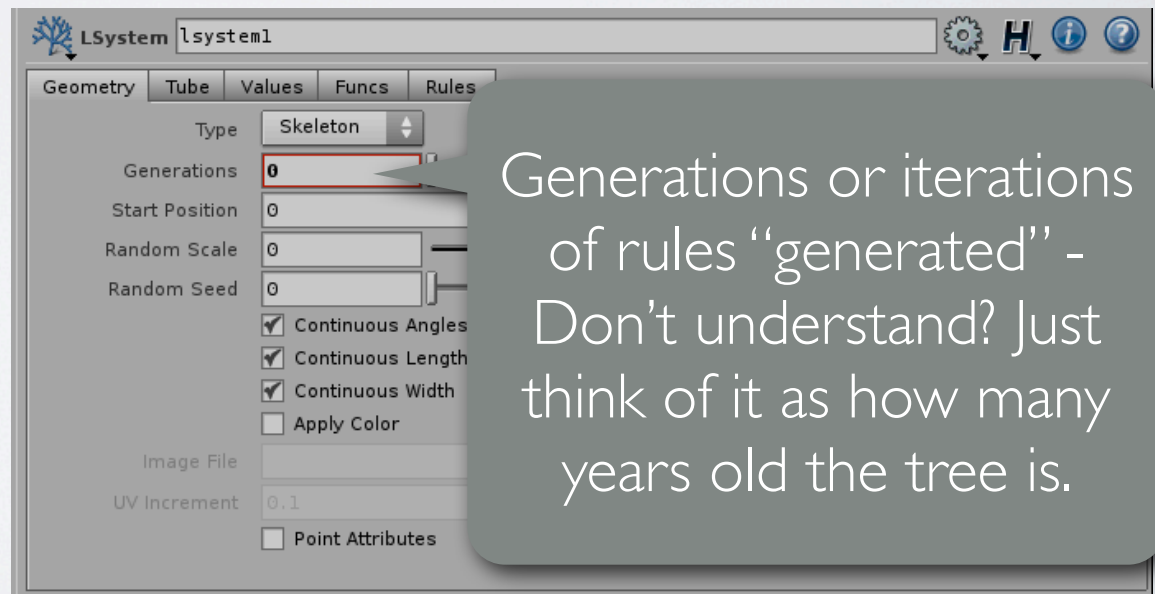 LSystem lsystem1
Geometry Tube Values Funcs Rules
Type Skeleton
Generations 0
Start Position 0
Random Scale 0
Random Seed 0
Continuous Angles
Continuous Length
Continuous Width
Apply Color
Image File
UV Increment 0.1
Point Attributes
Generations or iterations
of rules “generated” -
Don’t understand? Just
think of it as how many
years old the tree is.